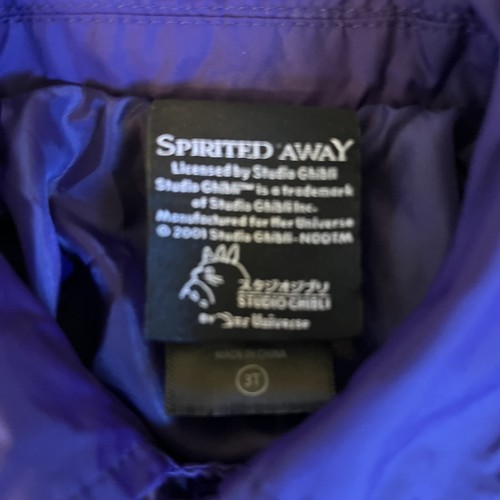 SPIRITED AWAY
Licensed by Studio Ghibli
Studio Ghibli™ is a trademark
of Studio Ghibli Inc.
Manufactured for Her Universe
© 2001 Studio Ghibli - NDDTM
スタジオジブリ
STUDIO GHIBLI
By Her Universe
MADE IN CHINA
3T